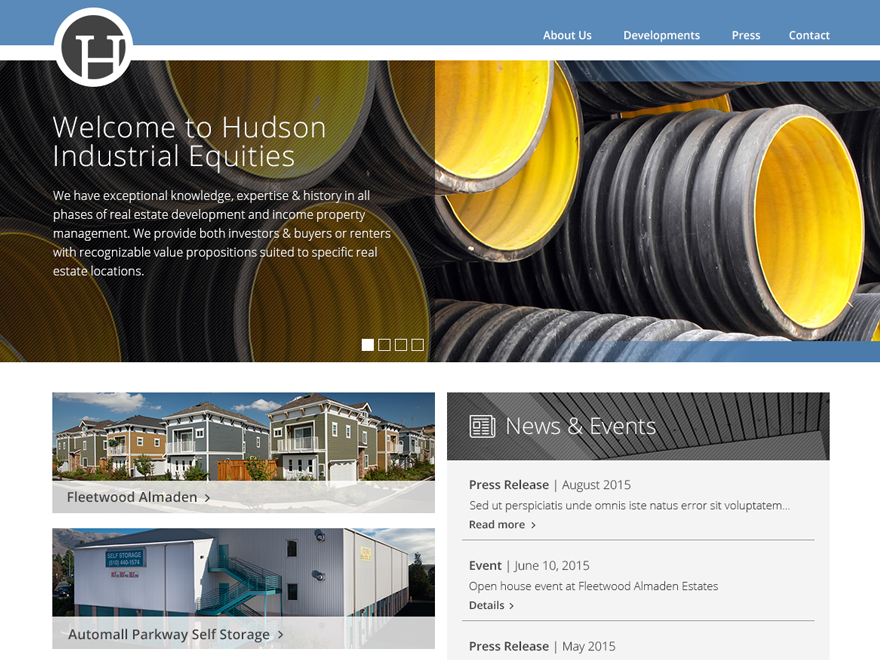 H
About Us Developments Press Contact
Welcome to Hudson
Industrial Equities
We have exceptional knowledge, expertise & history in all
phases of real estate development and income property
management. We provide both investors & buyers or renters
with recognizable value propositions suited to specific real
estate locations.
Fleetwood Almaden >
SELF STORAGE
(510) 440-1574
Automall Parkway Self Storage >
News & Events
Press Release | August 2015
Sed ut perspiciatis unde omnis iste natus error sit voluptatem...
Read more >
Event | June 10, 2015
Open house event at Fleetwood Almaden Estates
Details >
Press Release | May 2015